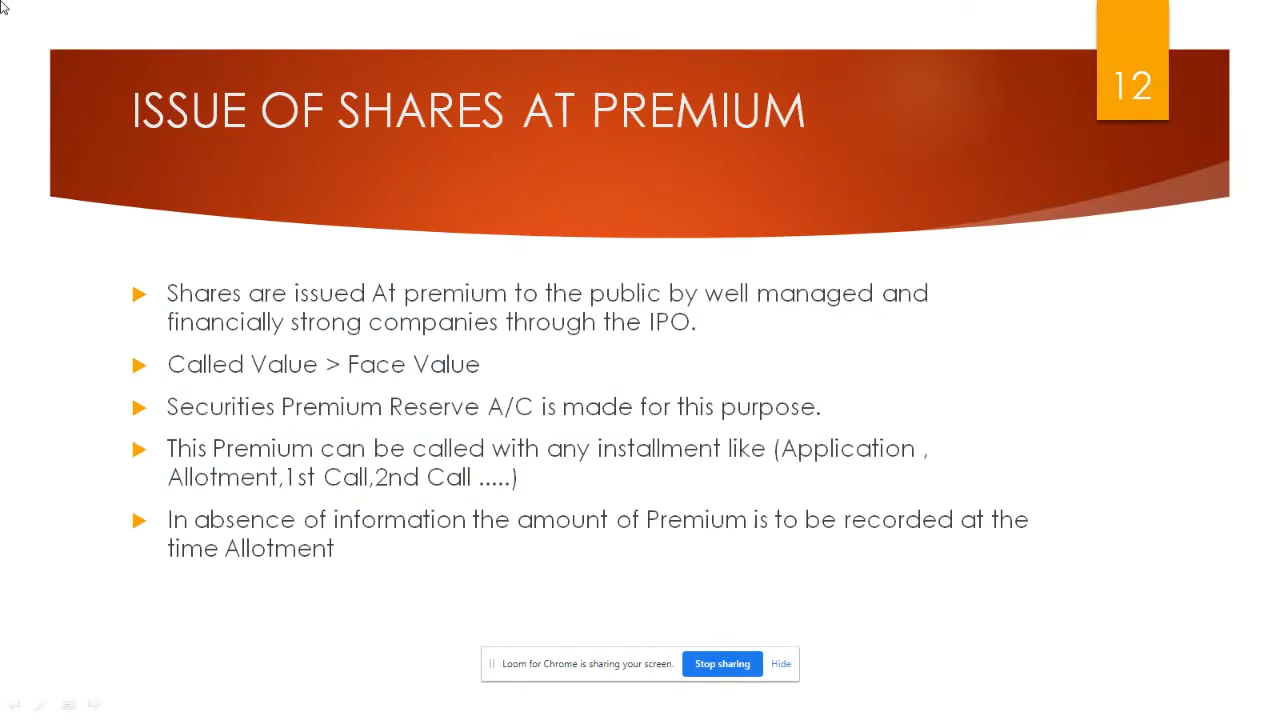 12
ISSUE OF SHARES AT PREMIUM
Shares are issued At premium to the public by well managed and
financially strong companies through the IPO.
Called Value > Face Value
Securities Premium Reserve A/C is made for this purpose.
This Premium can be called with any installment like (Application ,
Allotment,1st Call,2nd Call .....)
In absence of information the amount of Premium is to be recorded at the
time Allotment
Loom for Chrome is sharing your screen. Stop sharing Hide